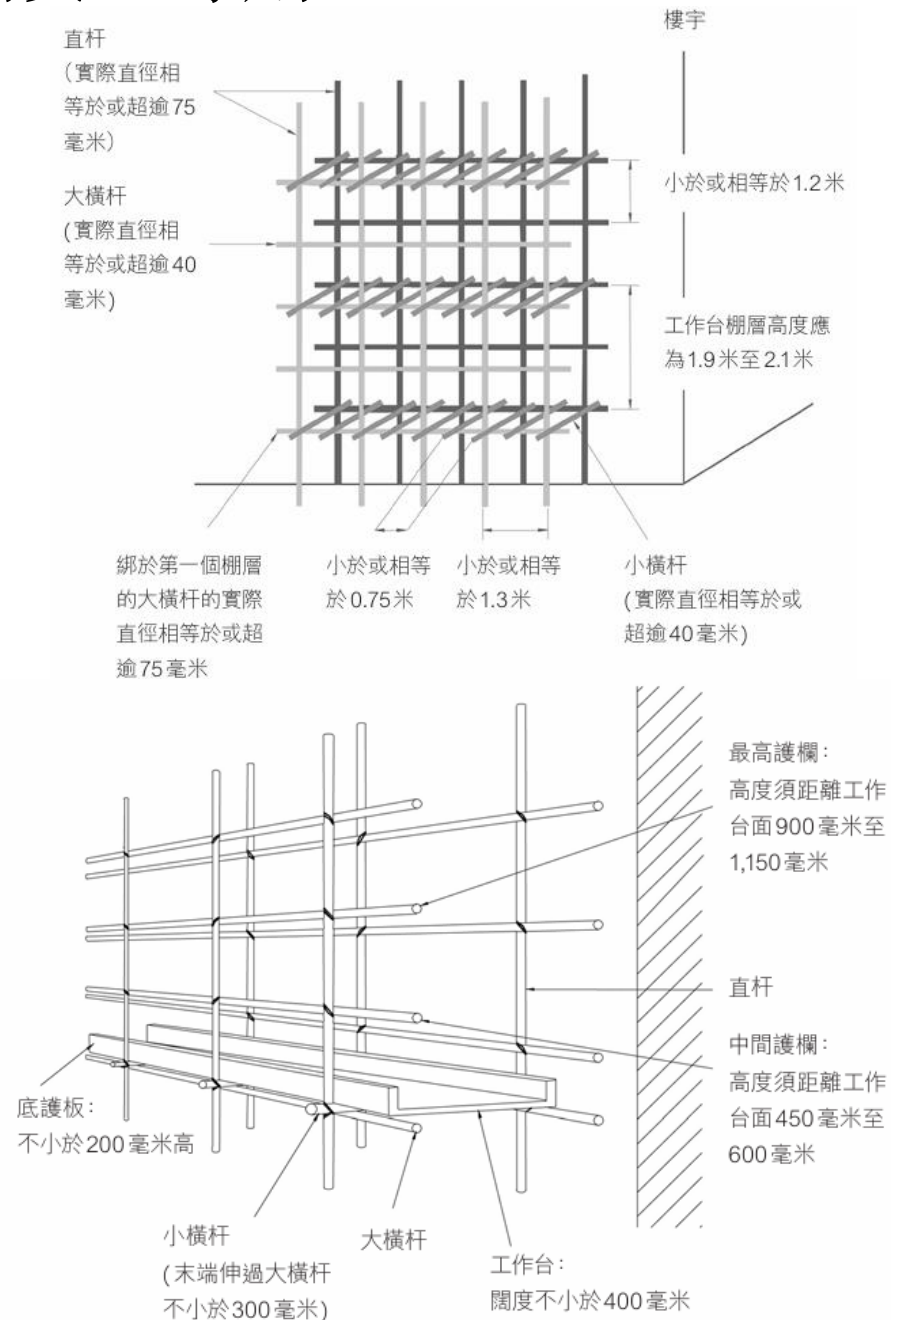 樓宇
直杆
（實際直徑相
等於或超逾75
毫米）
小於或相等於1.2米
大橫杆
(實際直徑相
等於或超逾40
毫米)
工作台棚層高度應
為1.9米至2.1米
綁於第一個棚層
的大橫杆的實際
直徑相等於或超
逾75毫米
小於或相等
於0.75米
小於或相等
於1.3米
小橫杆
(實際直徑相等於或
超逾40毫米)
最高護欄：
高度須距離工作
台面900毫米至
1,150毫米
直杆
中間護欄：
高度須距離工作
台面450毫米至
600毫米
底護板：
不小於200毫米高
小橫杆
(末端伸過大橫杆
不小於300毫米)
大橫杆
工作台：
闊度不小於400毫米